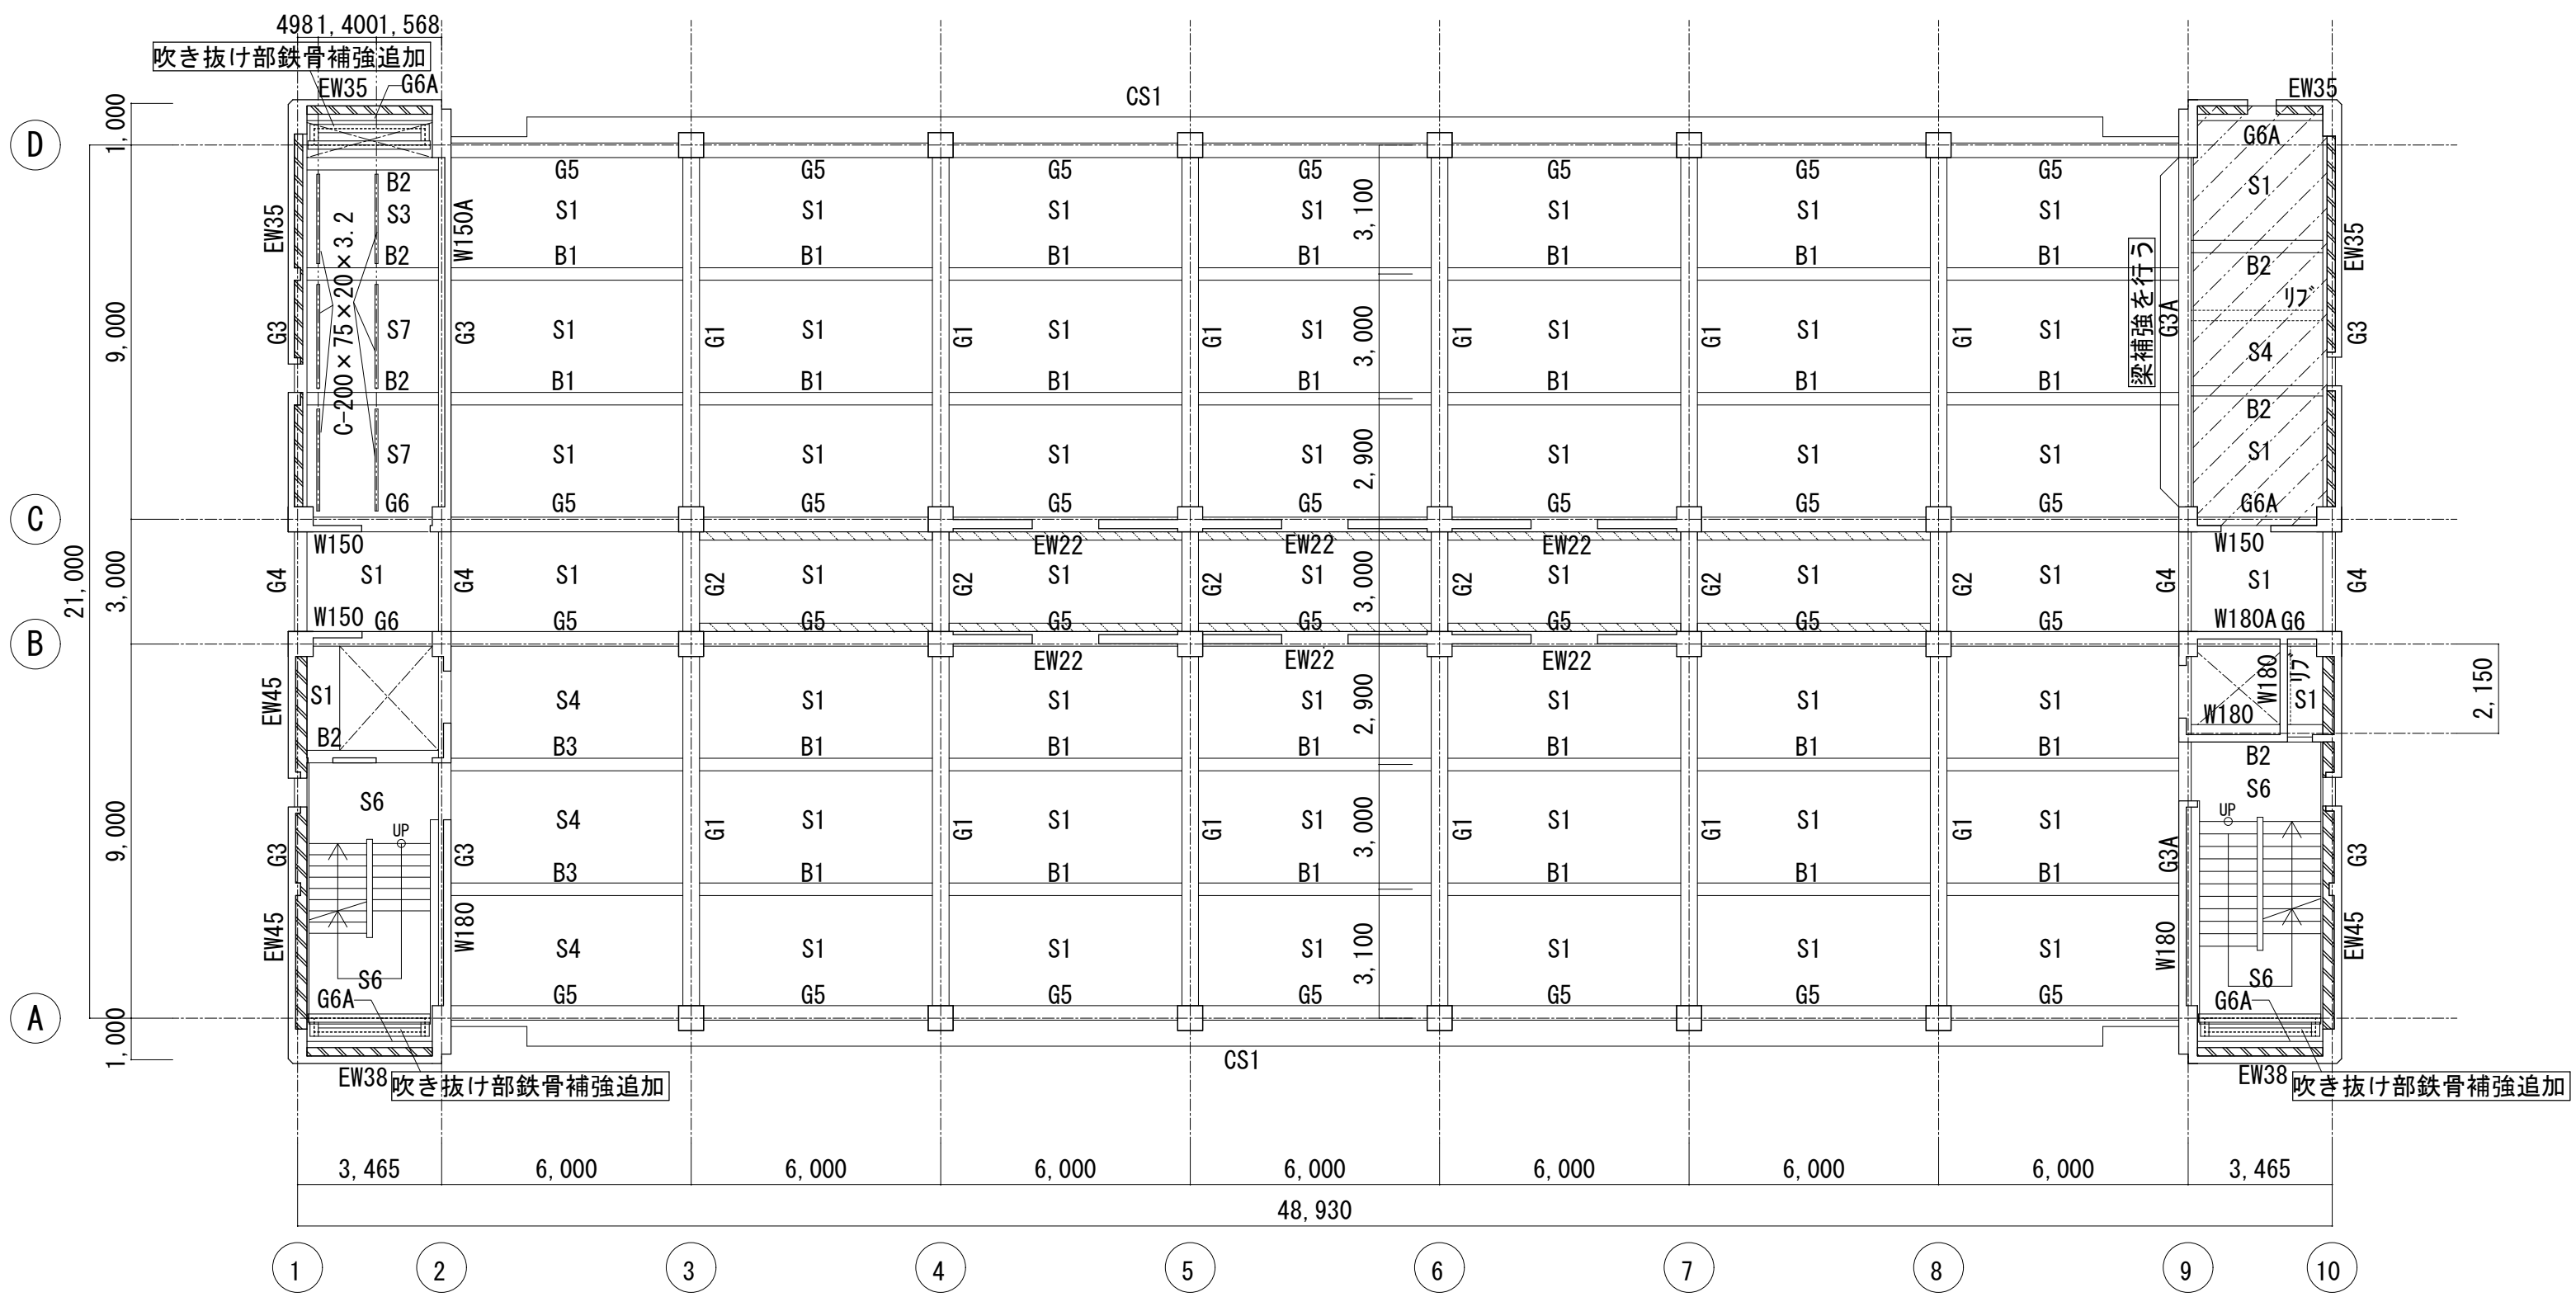 498 1,400 1,568
吹き抜け部鉄骨補強追加
EW35 G6A CS1 EW35
D 1,000 G6A
G5 G5 G5 G5 G5 G5 G5
B2 S1
S3 S1 S1 S1 S1 S1 S1 S1
EW35 W150A 3,100 EW35
B2 B1 B1 B1 B1 B1 B1 B1 B2
C-200×75×20×3.2 梁補強を行う リブ
9,000 G3 S7 G3 S1 G1 S1 G1 S1 G1 S1 3,000 G1 S1 G1 S1 G1 S1 G3A S4 G3
B2 B1 B1 B1 B1 B1 B1 B1 B2
S7 S1 S1 S1 S1 2,900 S1 S1 S1 S1
G6 G5 G5 G5 G5 G5 G5 G5 G6A
C
W150 EW22 EW22 EW22 W150
21,000 3,000 G4 S1 G4 S1 G2 S1 G2 S1 G2 S1 3,000 G2 S1 G2 S1 G2 S1 G4 S1 G4
W150 G6 G5 G5 G5 G5 G5 G5 G5 W180A G6
B
EW22 EW22 EW22
EW45 S1 S4 S1 S1 S1 2,900 S1 S1 S1 W180 リブ S1 2,150
W180
B2 B3 B1 B1 B1 B1 B1 B1 B2
S6 S6
UP UP
9,000 G3 G3 S4 G1 S1 G1 S1 G1 S1 3,000 G1 S1 G1 S1 G1 S1 G3A G3
B3 B1 B1 B1 B1 B1 B1
EW45 W180 S4 S1 S1 S1 3,100 S1 S1 S1 W180 EW45
S6 S6
G6A G5 G5 G5 G5 G5 G5 G5 G6A
A 1,000
CS1
EW38 吹き抜け部鉄骨補強追加 EW38 吹き抜け部鉄骨補強追加
3,465 6,000 6,000 6,000 6,000 6,000 6,000 6,000 3,465
48,930
1 2 3 4 5 6 7 8 9 10